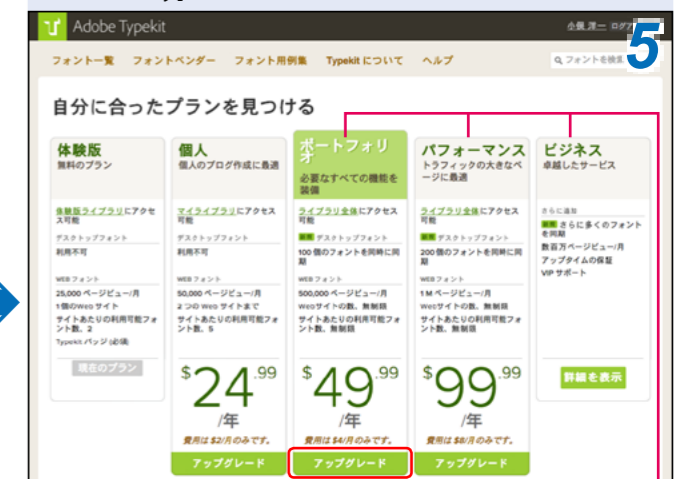 Adobe Typekit
小俣 洋一
5
フォント一覧 フォントベンダー フォント用例集 Typekit について ヘルプ
フォントを検索
自分に合ったプランを見つける
体験版
無料のプラン
体験版ライブラリにアクセ
ス可能
デスクトップフォント
利用不可
WEB フォント
25,000 ページビュー/月
1 個のWeb サイト
サイトあたりの利用可能フォ
ント数、2
Typekit バッジ (必須)
現在のプラン
個人
個人のブログ作成に最適
マイライブラリにアクセス
可能
デスクトップフォント
利用不可
WEB フォント
50,000 ページビュー/月
2 つの Web サイトまで
サイトあたりの利用可能フォ
ント数、5
$24.99
/年
費用は $2/月のみです。
アップグレード
ポートフォリ
オ
必要なすべての機能を
装備
ライブラリ全体にアクセス
可能
新規 デスクトップフォント
100 個のフォントを同時に同
期
WEB フォント
500,000 ページビュー/月
Webサイトの数、無制限
サイトあたりの利用可能フォ
ント数、無制限
$49.99
/年
費用は $4/月のみです。
アップグレード
パフォーマンス
トラフィックの大きなペ
ージに最適
ライブラリ全体にアクセス
可能
新規 デスクトップフォント
200 個のフォントを同時に同
期
WEB フォント
1 M ページビュー/月
Webサイトの数、無制限
サイトあたりの利用可能フォ
ント数、無制限
$99.99
/年
費用は $8/月のみです。
アップグレード
ビジネス
卓越したサービス
さらに追加
新規 さらに多くのフォント
を同期
数百万ページビュー/月
アップタイムの保証
VIP サポート
詳細を表示